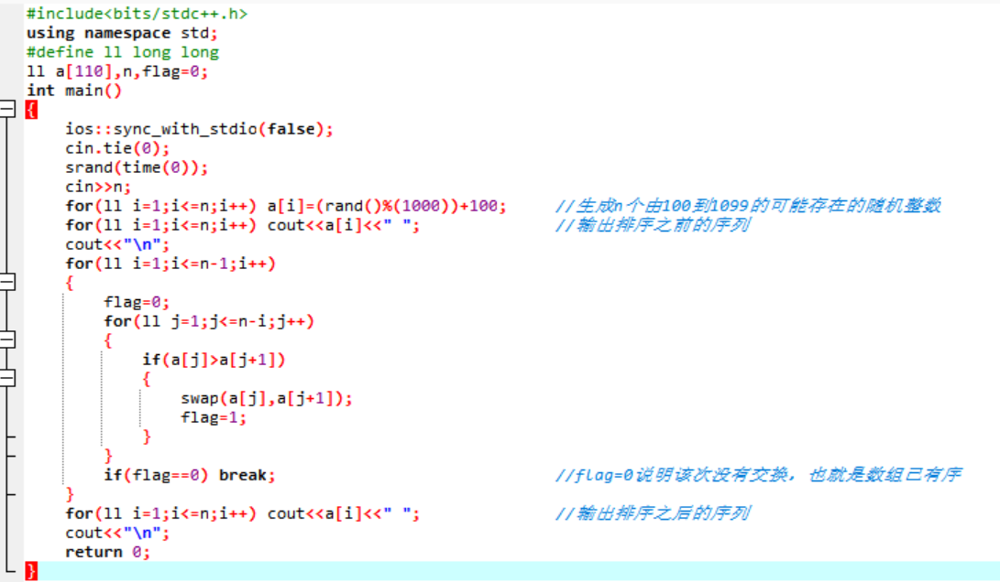 #include<bits/stdc++.h>
using namespace std;
#define ll long long
ll a[110],n,flag=0;
int main()
{
    ios::sync_with_stdio(false);
    cin.tie(0);
    srand(time(0));
    cin>>n;
    for(ll i=1;i<=n;i++) a[i]=(rand()%(1000))+100;      //生成n个由100到1099的可能存在的随机整数
    for(ll i=1;i<=n;i++) cout<<a[i]<<" ";               //输出排序之前的序列
    cout<<"\n";
    for(ll i=1;i<=n-1;i++)
    {
        flag=0;
        for(ll j=1;j<=n-i;j++)
        {
            if(a[j]>a[j+1])
            {
                swap(a[j],a[j+1]);
                flag=1;
            }
        }
        if(flag==0) break;                              //flag=0说明该次没有交换，也就是数组已有序
    }
    for(ll i=1;i<=n;i++) cout<<a[i]<<" ";               //输出排序之后的序列
    cout<<"\n";
    return 0;
}